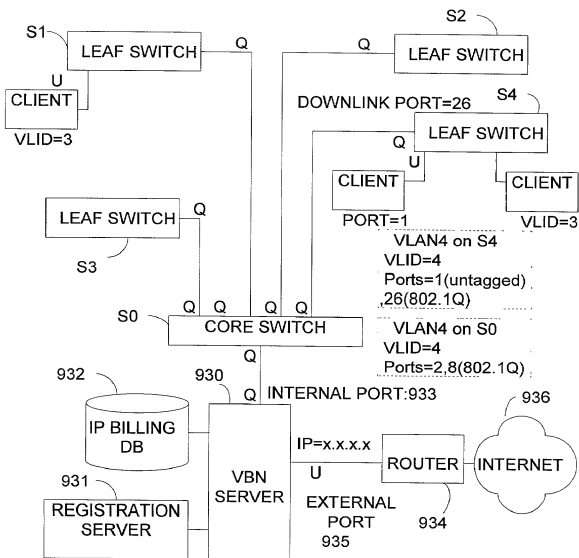 S1
LEAF SWITCH
Q
U
CLIENT
VLID=3
S2
Q
LEAF SWITCH
DOWNLINK PORT=26
S4
Q
LEAF SWITCH
U
CLIENT
PORT=1
CLIENT
VLID=3
LEAF SWITCH
Q
S3
VLAN4 on S4
VLID=4
Ports=1(untagged)
,26(802.1Q)
S0
Q Q Q Q Q
CORE SWITCH
Q
VLAN4 on S0
VLID=4
Ports=2,8(802.1Q)
932
930
Q
INTERNAL PORT:933
936
IP BILLING
DB
VBN
SERVER
IP=x.x.x.x
U
ROUTER
INTERNET
931
REGISTRATION
SERVER
EXTERNAL
PORT
935
934